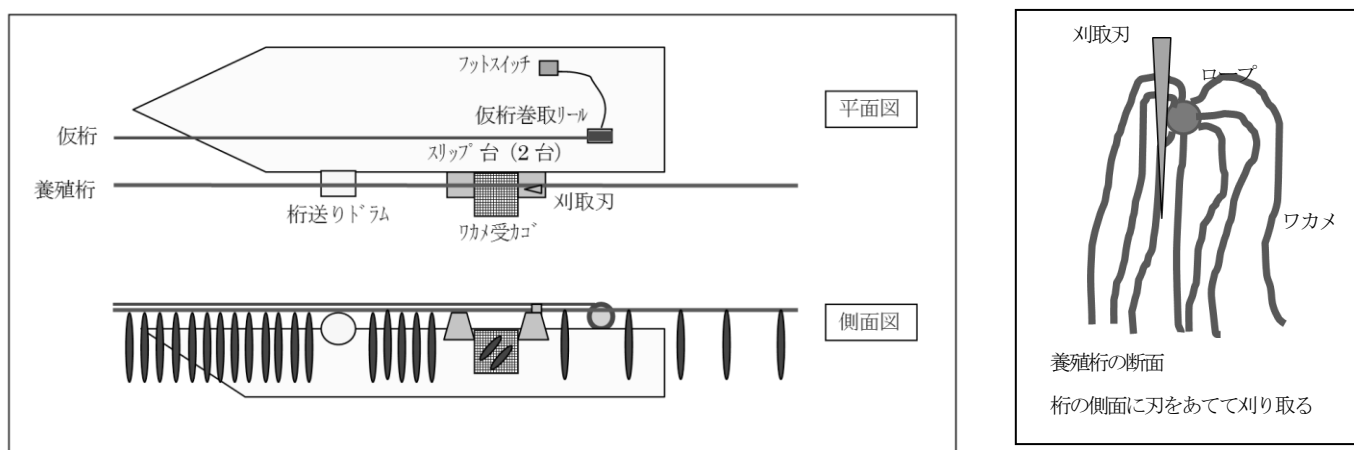 フットスイッチ
仮桁巻取リール
平面図
仮桁
スリップ台（2台）
養殖桁
桁送りドラム
刈取刃
ワカメ受カゴ
側面図
刈取刃
ロープ
ワカメ
養殖桁の断面
桁の側面に刃をあてて刈り取る